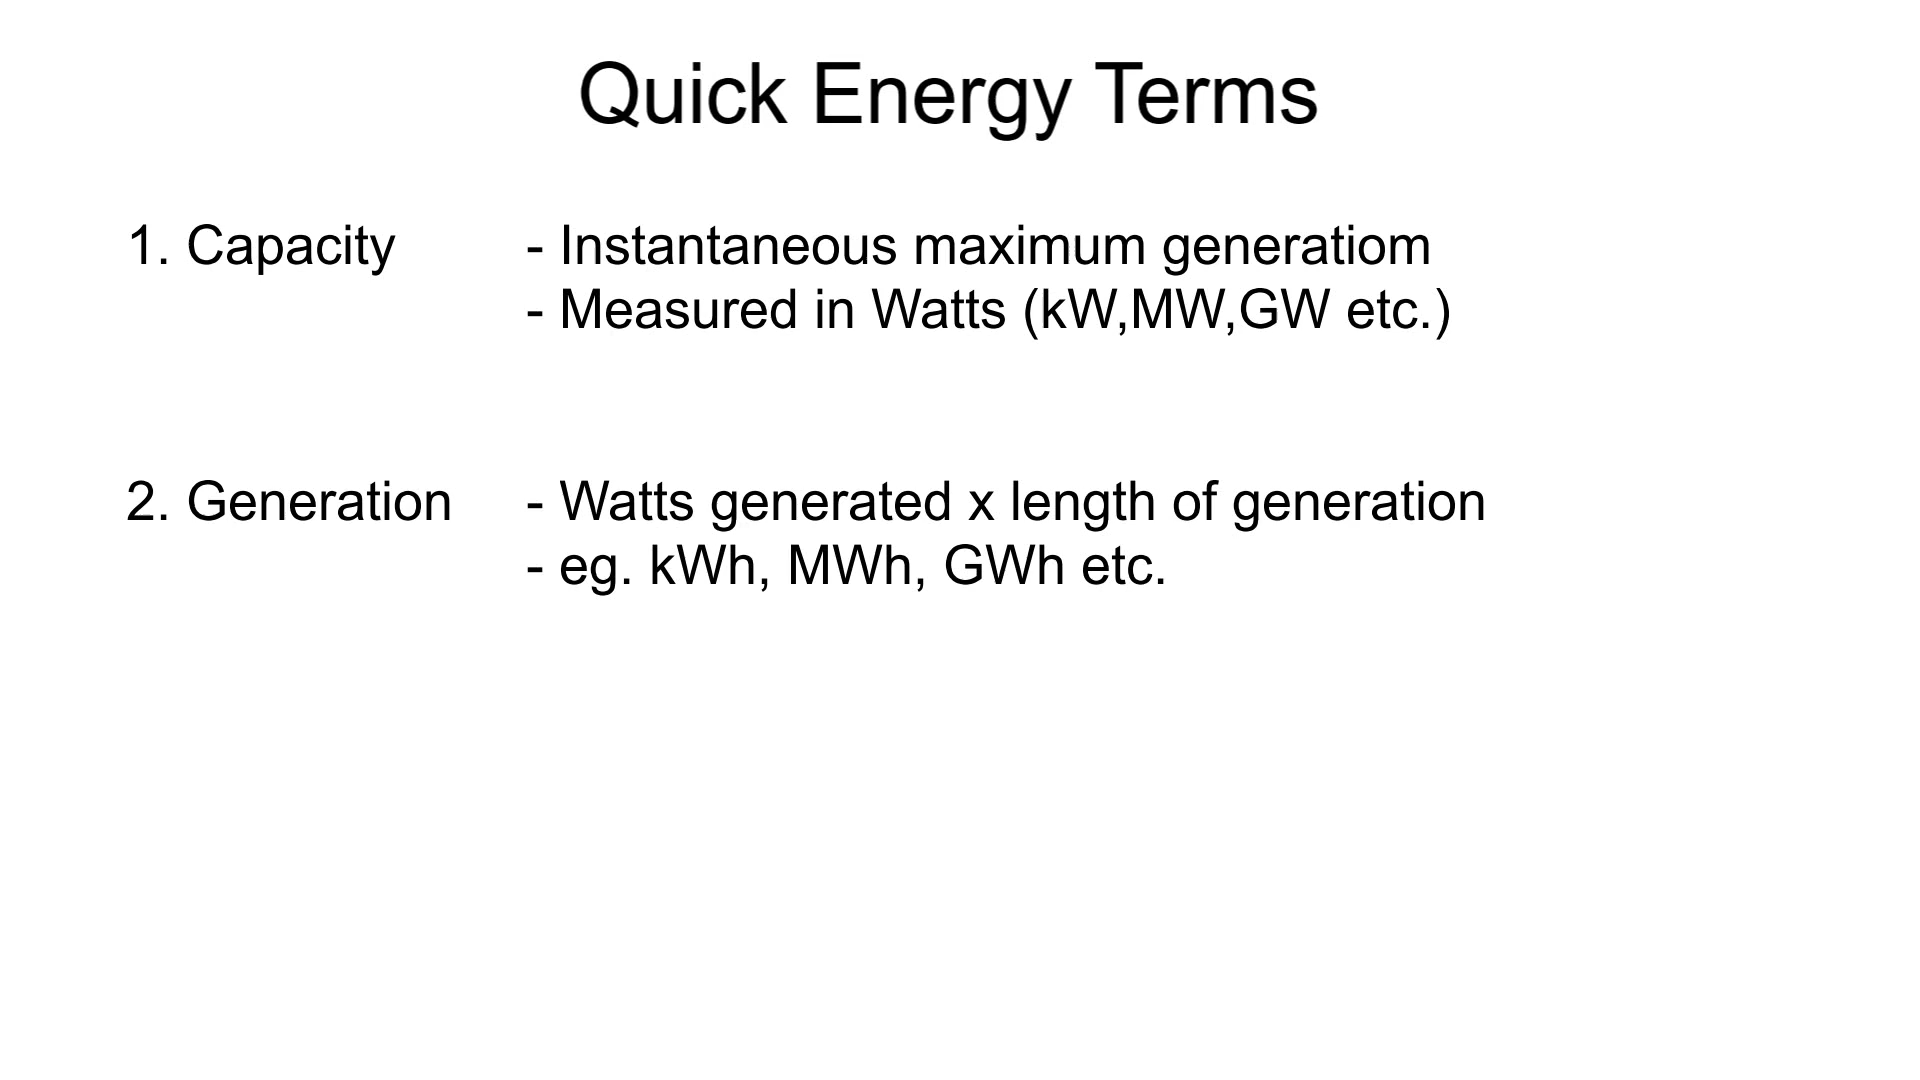 Quick Energy Terms
1. Capacity - Instantaneous maximum generatiom
- Measured in Watts (kW,MW,GW etc.)
2. Generation - Watts generated x length of generation
- eg. kWh, MWh, GWh etc.